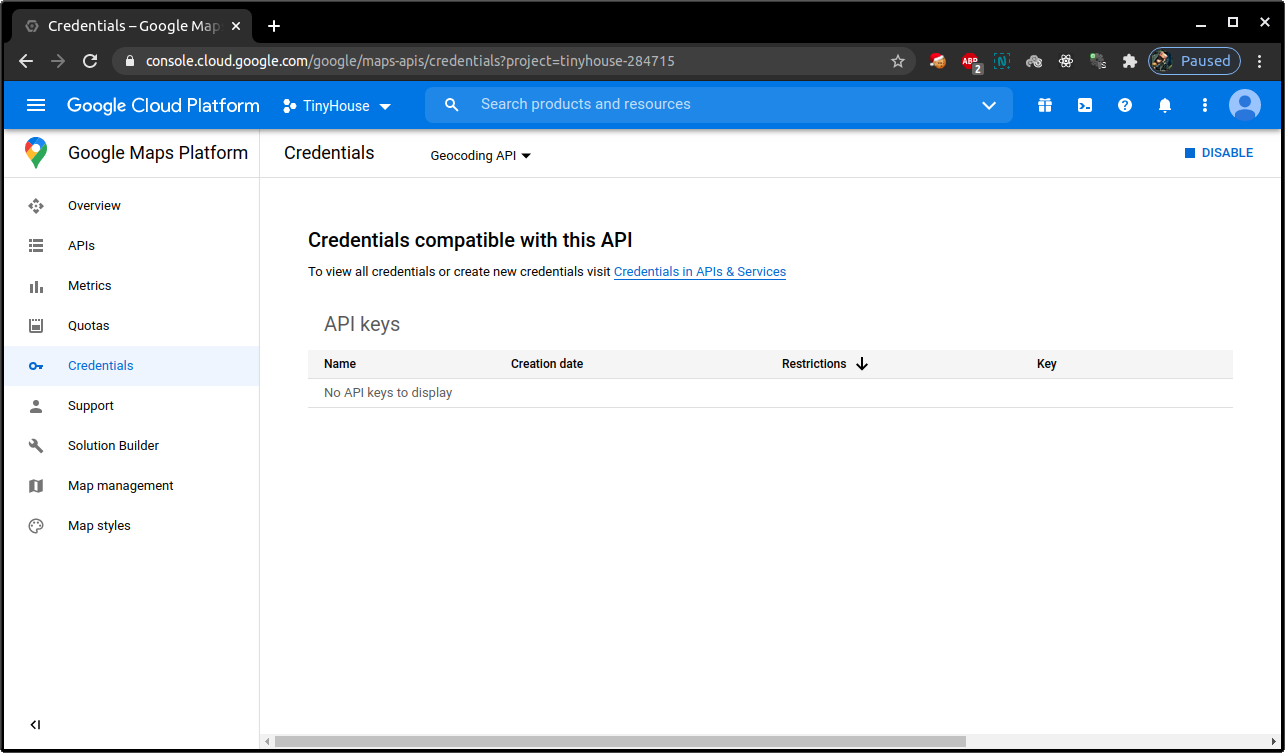 Credentials – Google Map
console.cloud.google.com/google/maps-apis/credentials?project=tinyhouse-284715
ABP
2
N
S
Paused
Google Cloud Platform
TinyHouse
Search products and resources
Google Maps Platform
Credentials
Geocoding API
DISABLE
Overview
APIs
Metrics
Quotas
Credentials
Support
Solution Builder
Map management
Map styles
Credentials compatible with this API
To view all credentials or create new credentials visit Credentials in APIs & Services
API keys
Name Creation date Restrictions Key
No API keys to display